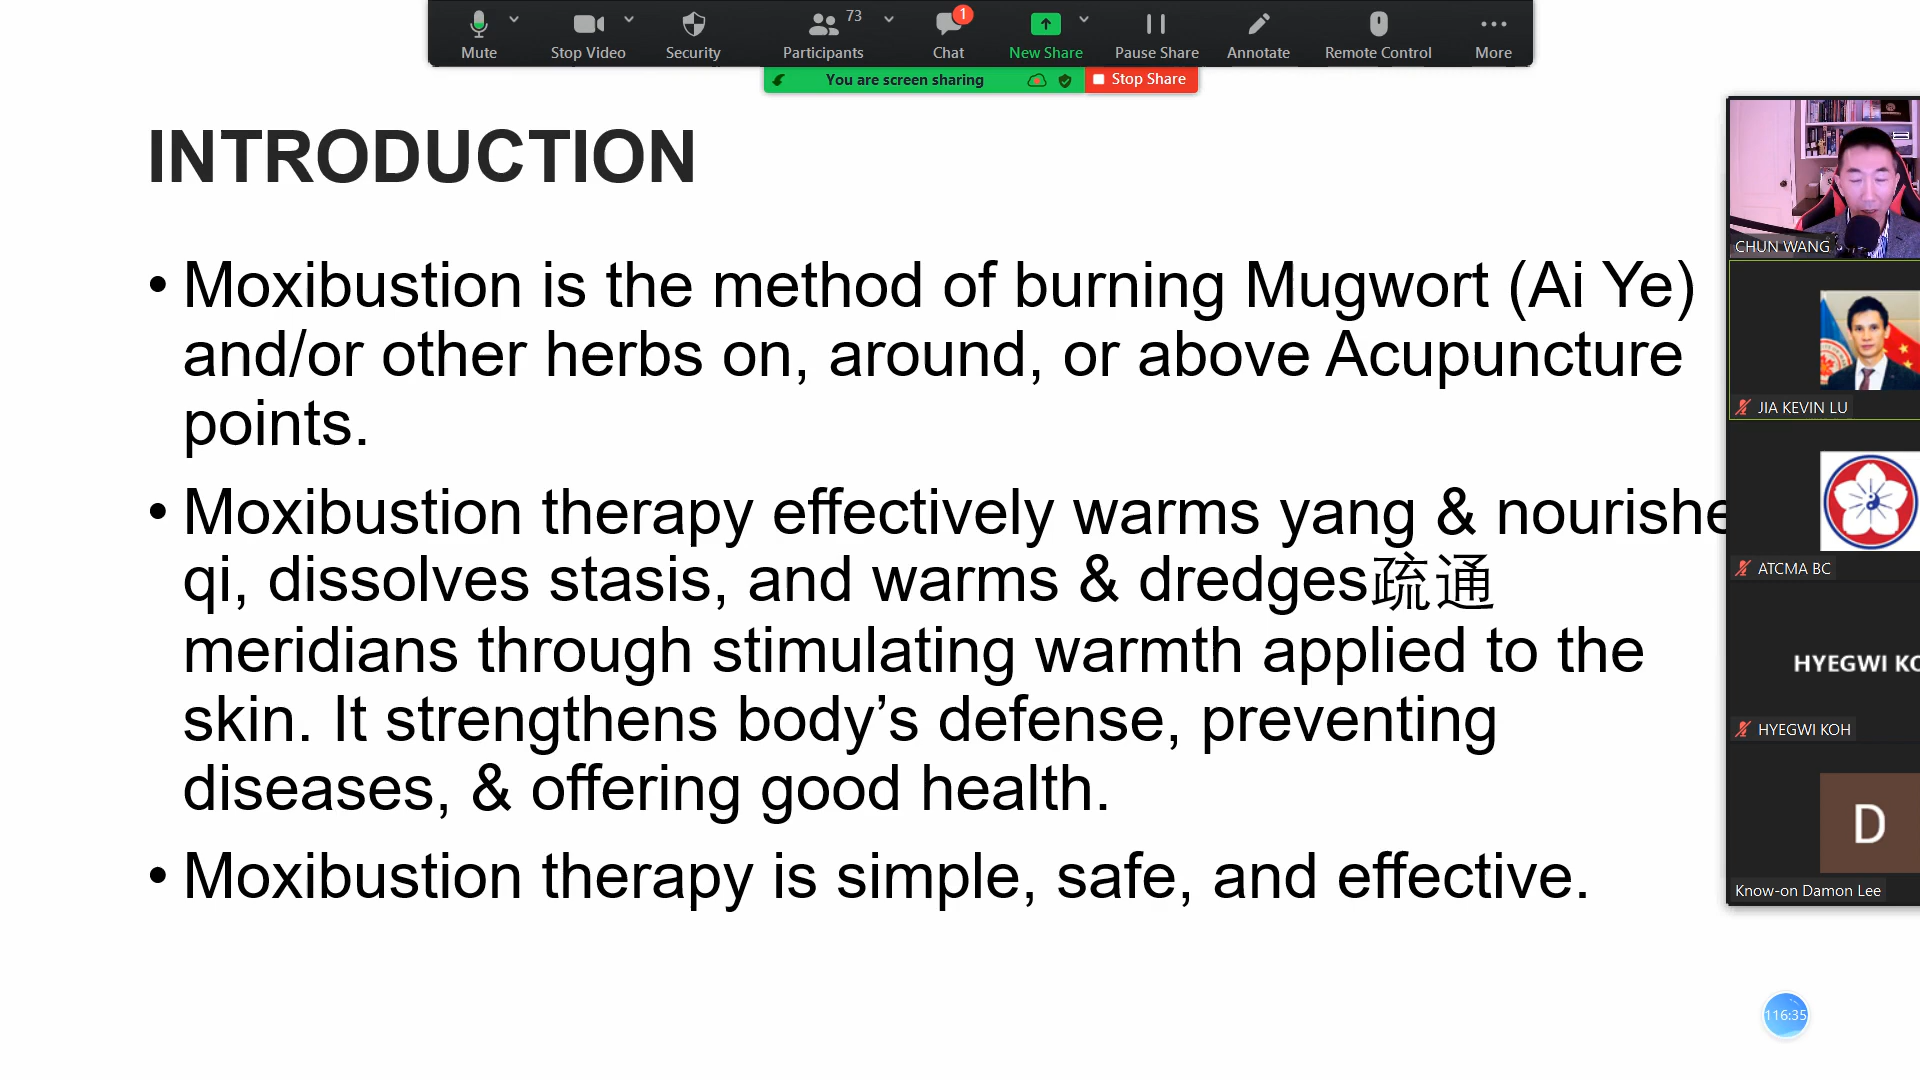 73
1
Mute
Stop Video
Security
Participants
Chat
New Share
Pause Share
Annotate
Remote Control
More
You are screen sharing
Stop Share
INTRODUCTION
• Moxibustion is the method of burning Mugwort (Ai Ye)
and/or other herbs on, around, or above Acupuncture
points.
• Moxibustion therapy effectively warms yang & nourishe
qi, dissolves stasis, and warms & dredges疏通
meridians through stimulating warmth applied to the
skin. It strengthens body’s defense, preventing
diseases, & offering good health.
• Moxibustion therapy is simple, safe, and effective.
CHUN WANG
JIA KEVIN LU
ATCMA BC
HYEGWI KO
HYEGWI KOH
D
Know-on Damon Lee
116:35